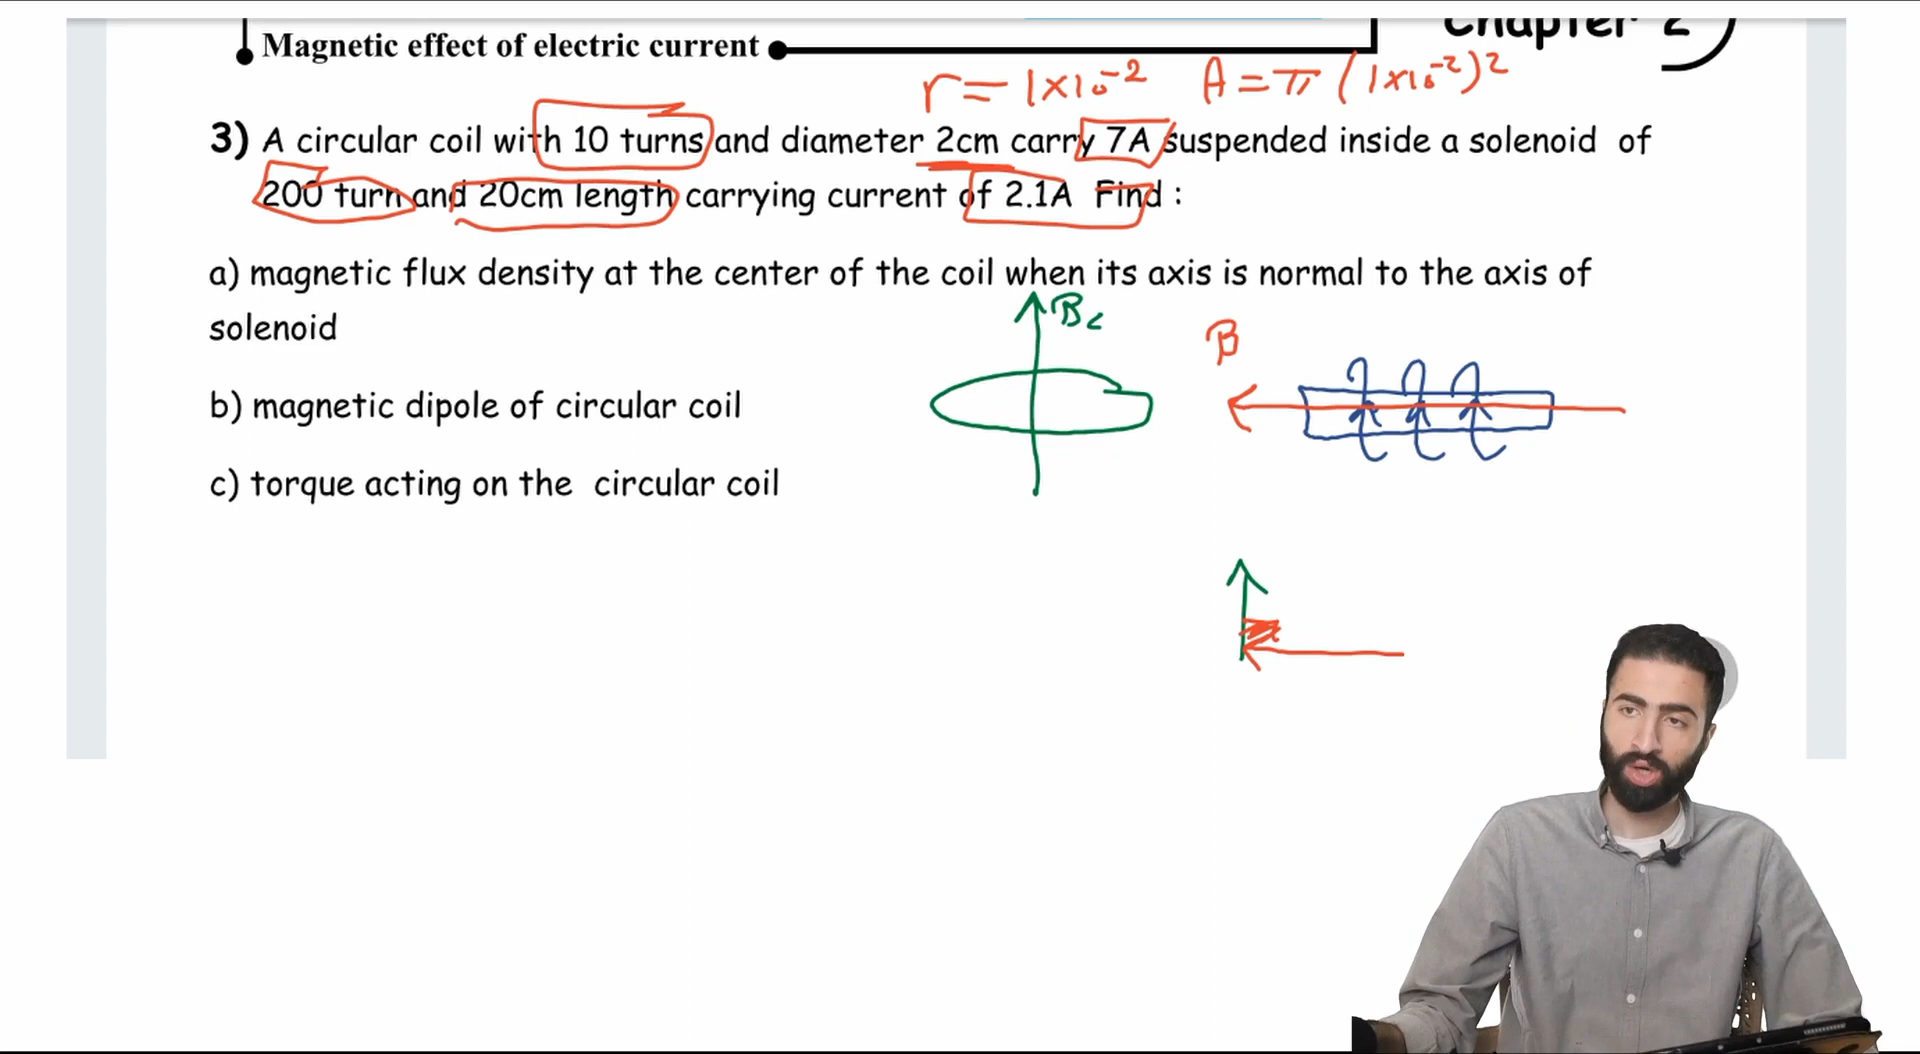 Chapter 2
Magnetic effect of electric current
r = 1×10⁻² A = π (1×10⁻²)²
3) A circular coil with 10 turns and diameter 2cm carry 7A suspended inside a solenoid of
200 turn and 20cm length carrying current of 2.1A Find :
a) magnetic flux density at the center of the coil when its axis is normal to the axis of
solenoid
Bc
B
b) magnetic dipole of circular coil
c) torque acting on the circular coil